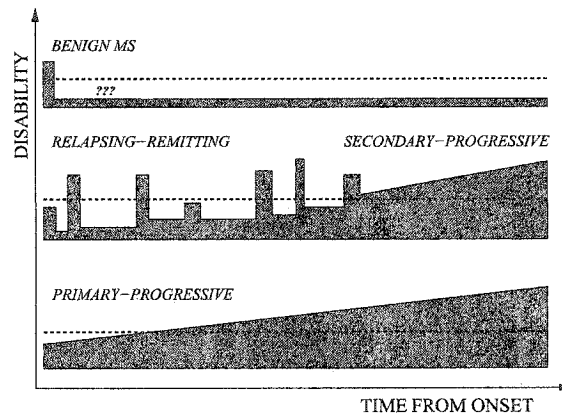 BENIGN MS
???
RELAPSING-REMITTING
SECONDARY-PROGRESSIVE
PRIMARY-PROGRESSIVE
DISABILITY
TIME FROM ONSET